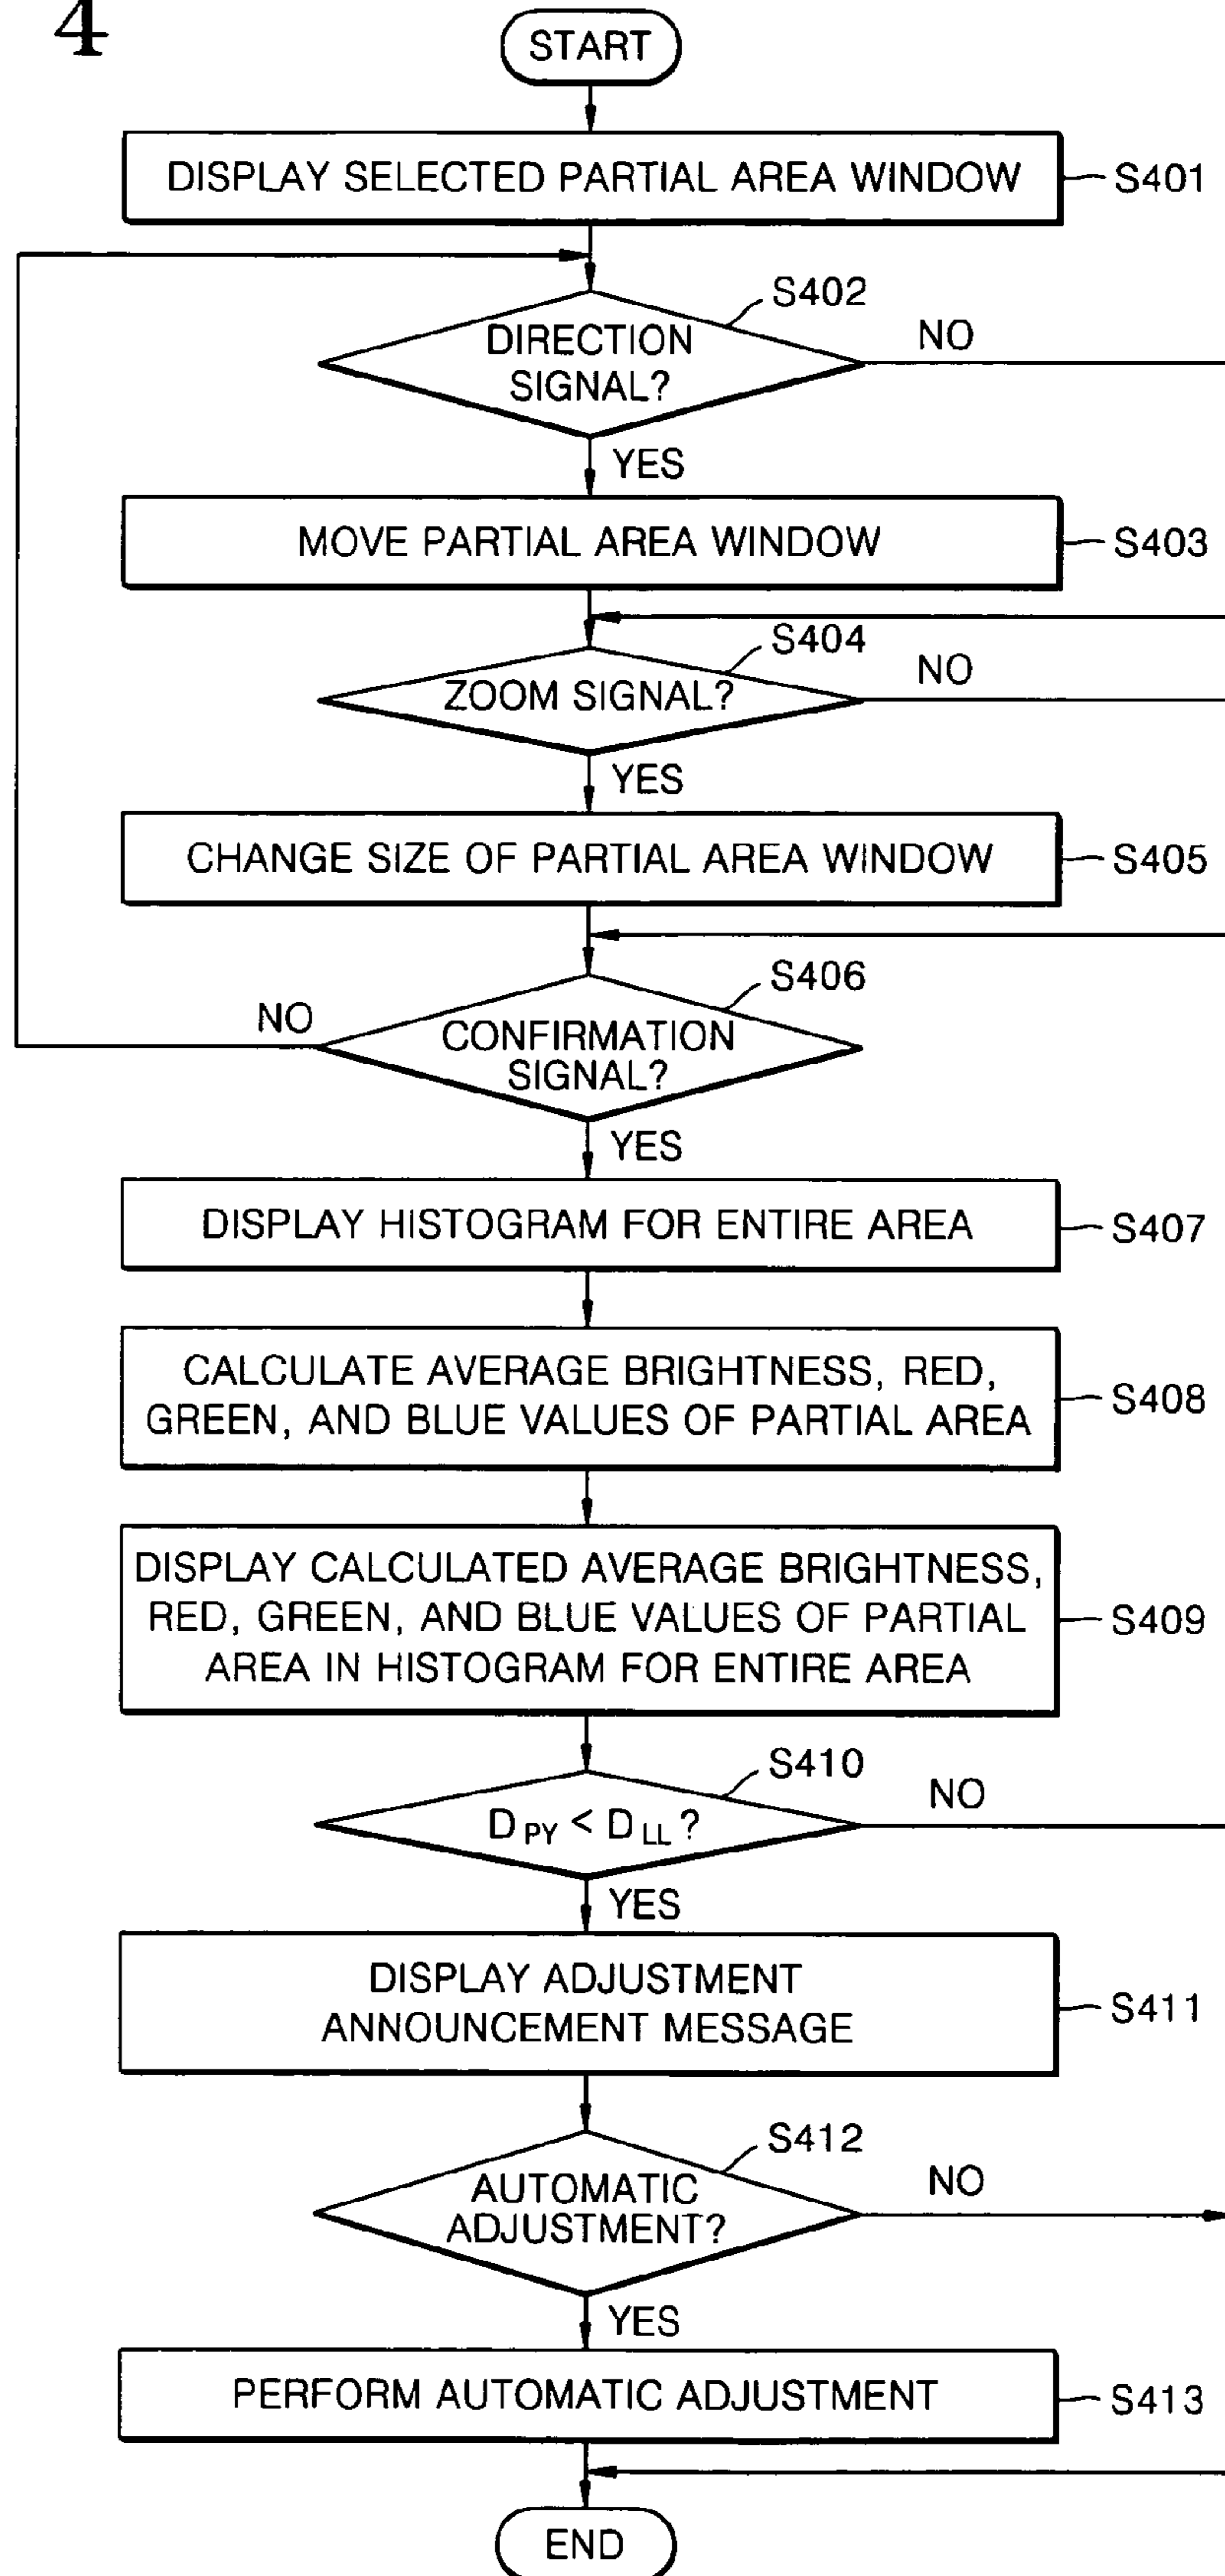 4
START
DISPLAY SELECTED PARTIAL AREA WINDOW
S401
S402
DIRECTION
SIGNAL?
NO
YES
MOVE PARTIAL AREA WINDOW
S403
S404
ZOOM SIGNAL?
NO
YES
CHANGE SIZE OF PARTIAL AREA WINDOW
S405
S406
NO
CONFIRMATION
SIGNAL?
YES
DISPLAY HISTOGRAM FOR ENTIRE AREA
S407
CALCULATE AVERAGE BRIGHTNESS, RED,
GREEN, AND BLUE VALUES OF PARTIAL AREA
S408
DISPLAY CALCULATED AVERAGE BRIGHTNESS,
RED, GREEN, AND BLUE VALUES OF PARTIAL
AREA IN HISTOGRAM FOR ENTIRE AREA
S409
S410
D PY < D LL ?
NO
YES
DISPLAY ADJUSTMENT
ANNOUNCEMENT MESSAGE
S411
S412
AUTOMATIC
ADJUSTMENT?
NO
YES
PERFORM AUTOMATIC ADJUSTMENT
S413
END